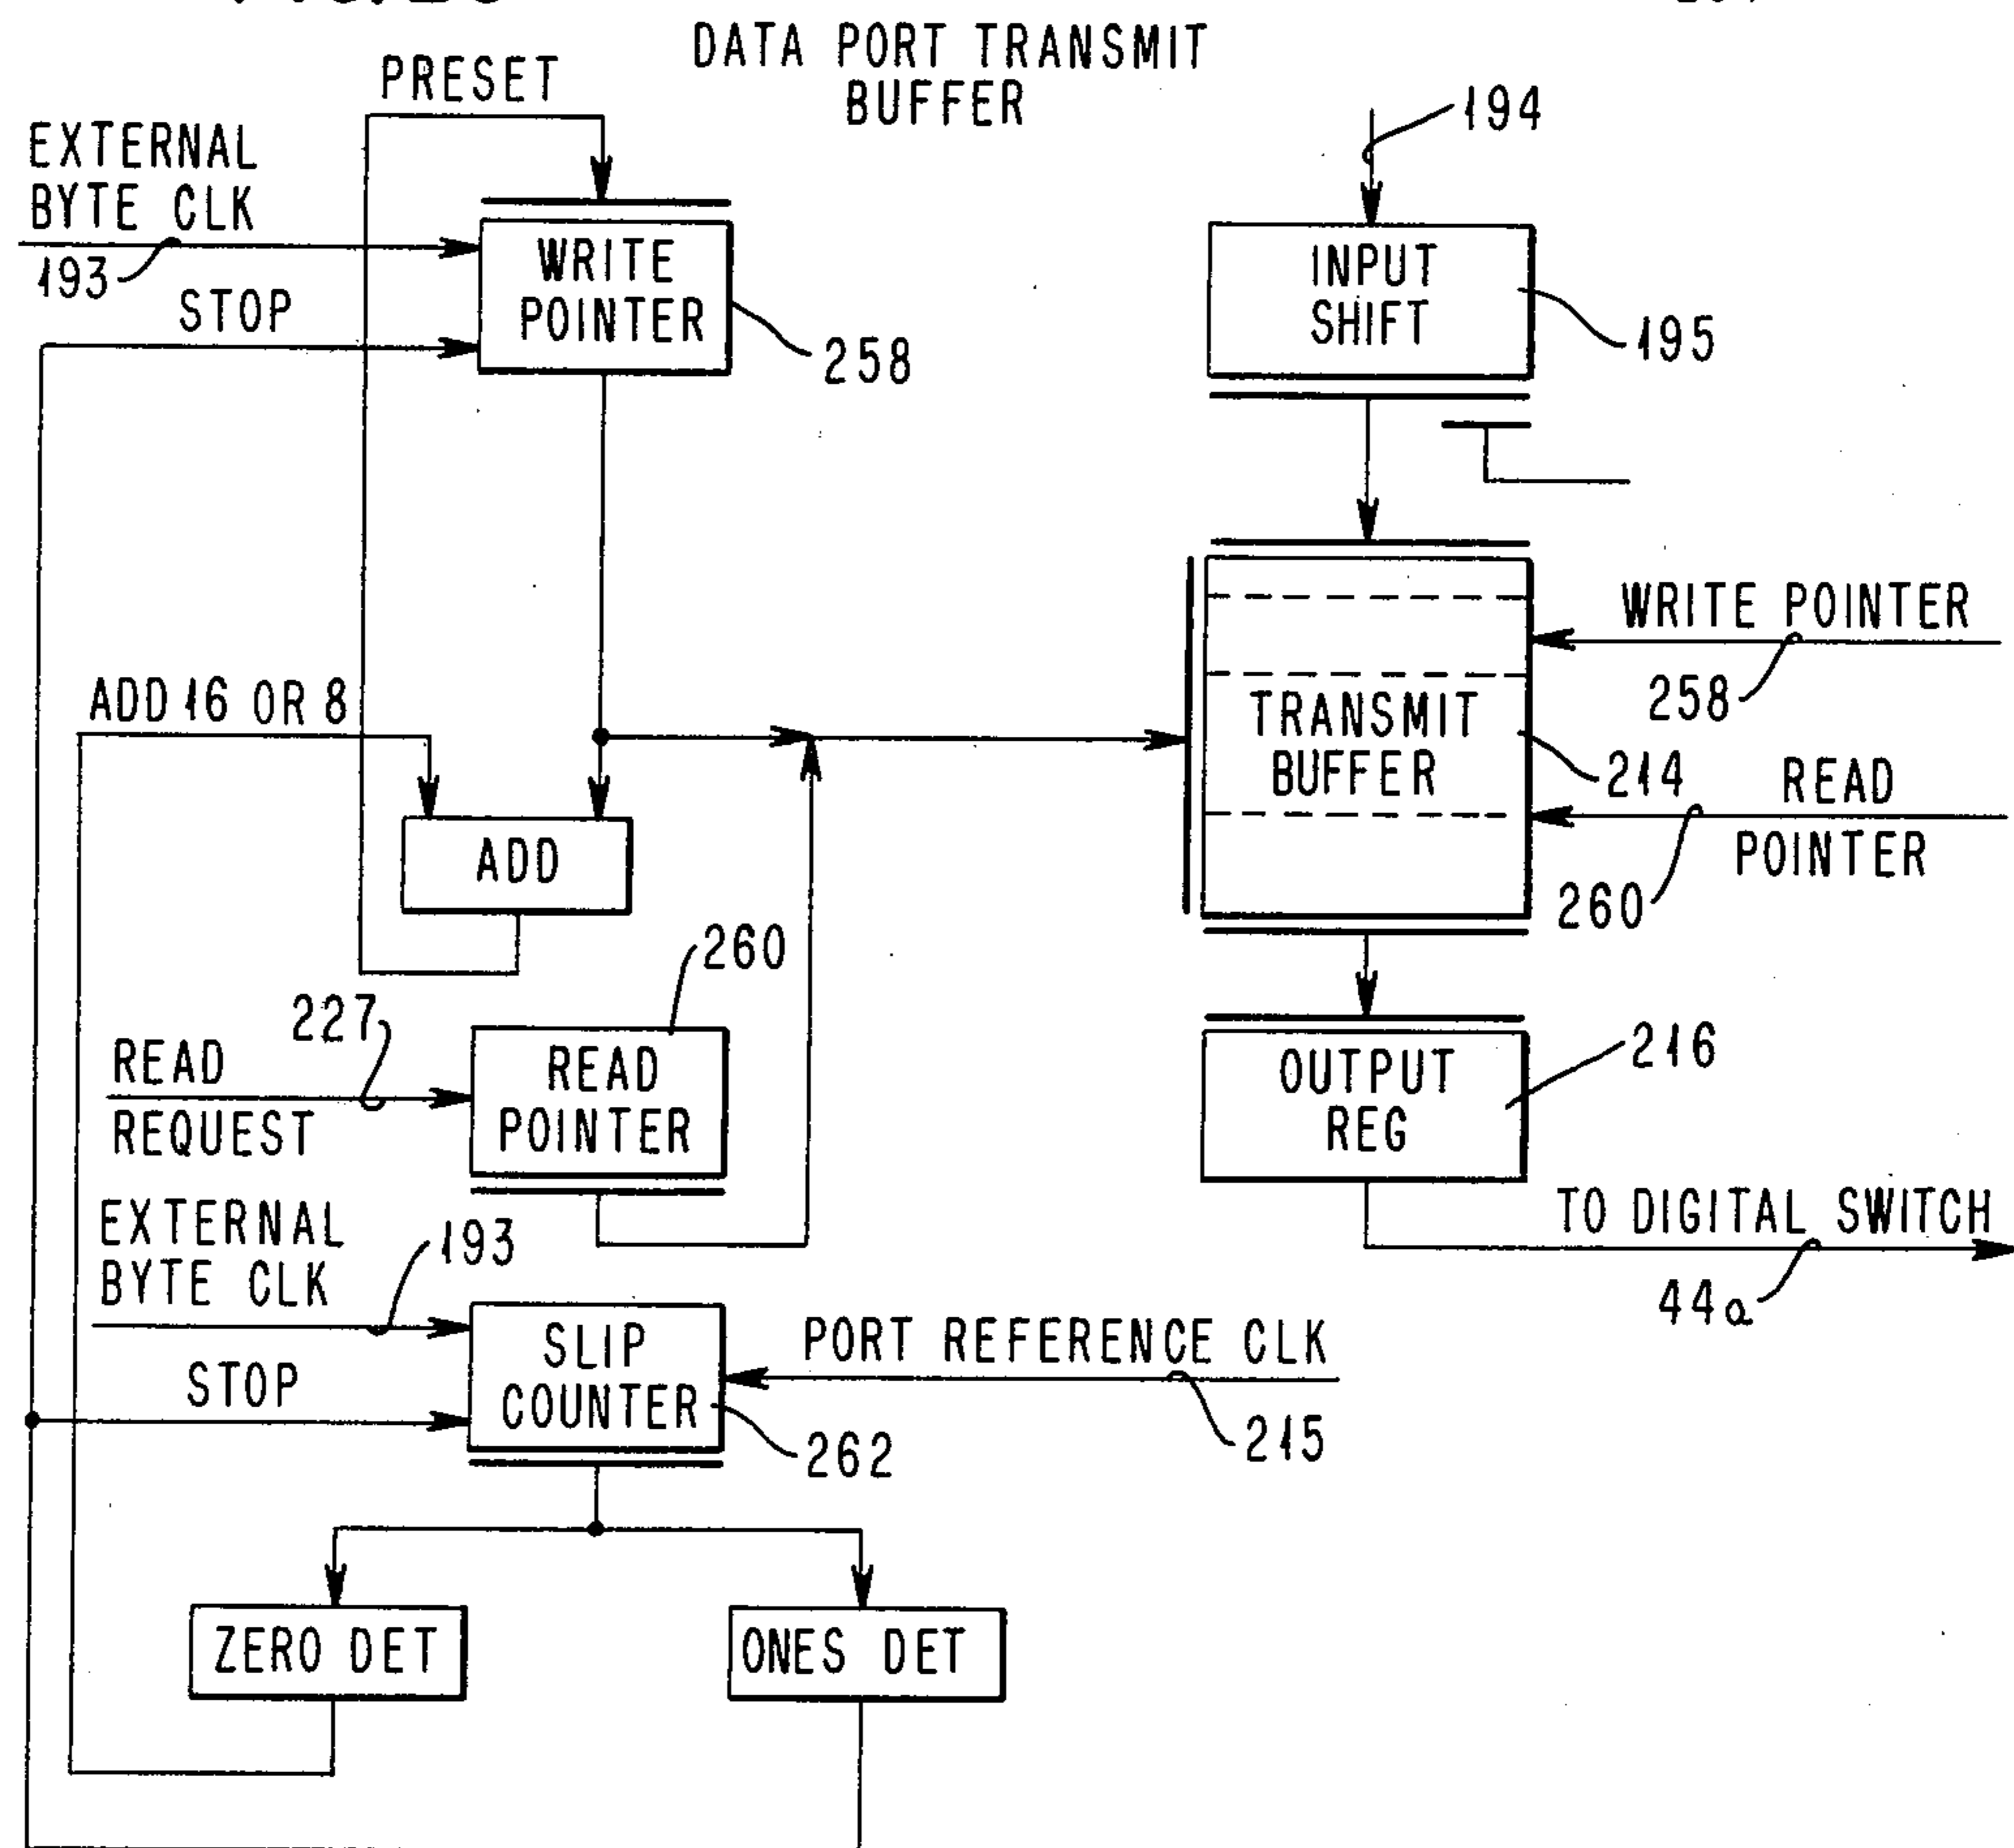 DATA PORT TRANSMIT
BUFFER
PRESET
EXTERNAL
BYTE CLK
193
STOP
WRITE
POINTER
258
194
INPUT
SHIFT
195
ADD 16 OR 8
ADD
WRITE POINTER
258
TRANSMIT
BUFFER
214
READ
POINTER
260
260
227
READ
REQUEST
READ
POINTER
OUTPUT
REG
216
TO DIGITAL SWITCH
44a
EXTERNAL
BYTE CLK
193
STOP
SLIP
COUNTER
262
PORT REFERENCE CLK
215
ZERO DET
ONES DET